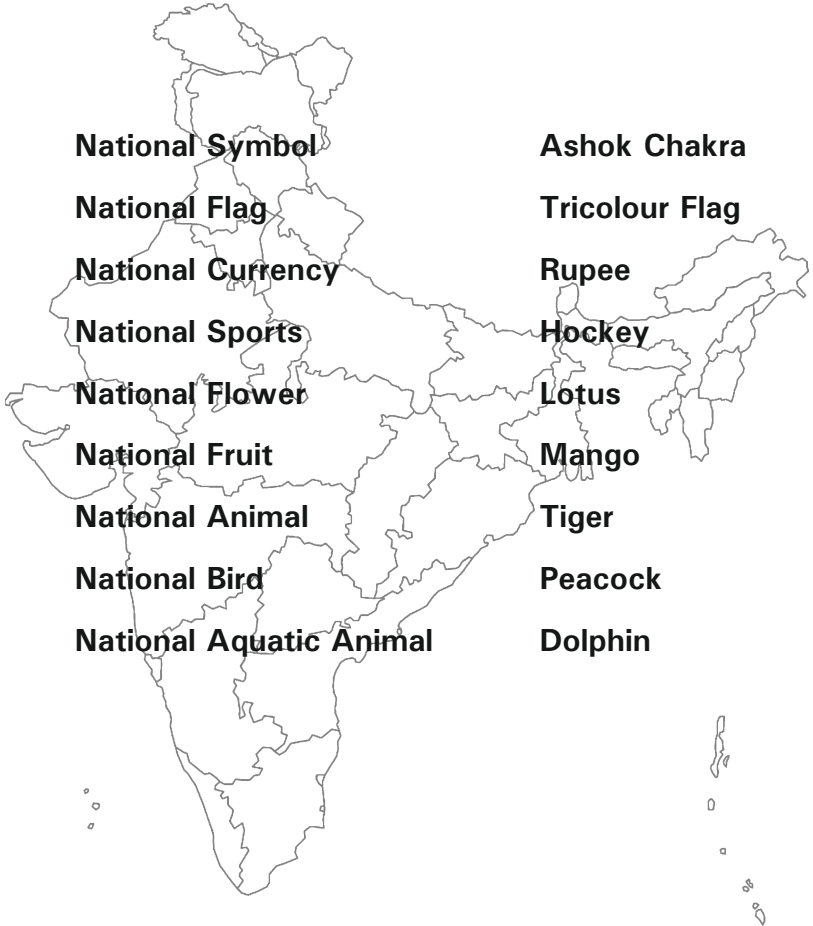 National Symbol Ashok Chakra
National Flag Tricolour Flag
National Currency Rupee
National Sports Hockey
National Flower Lotus
National Fruit Mango
National Animal Tiger
National Bird Peacock
National Aquatic Animal Dolphin